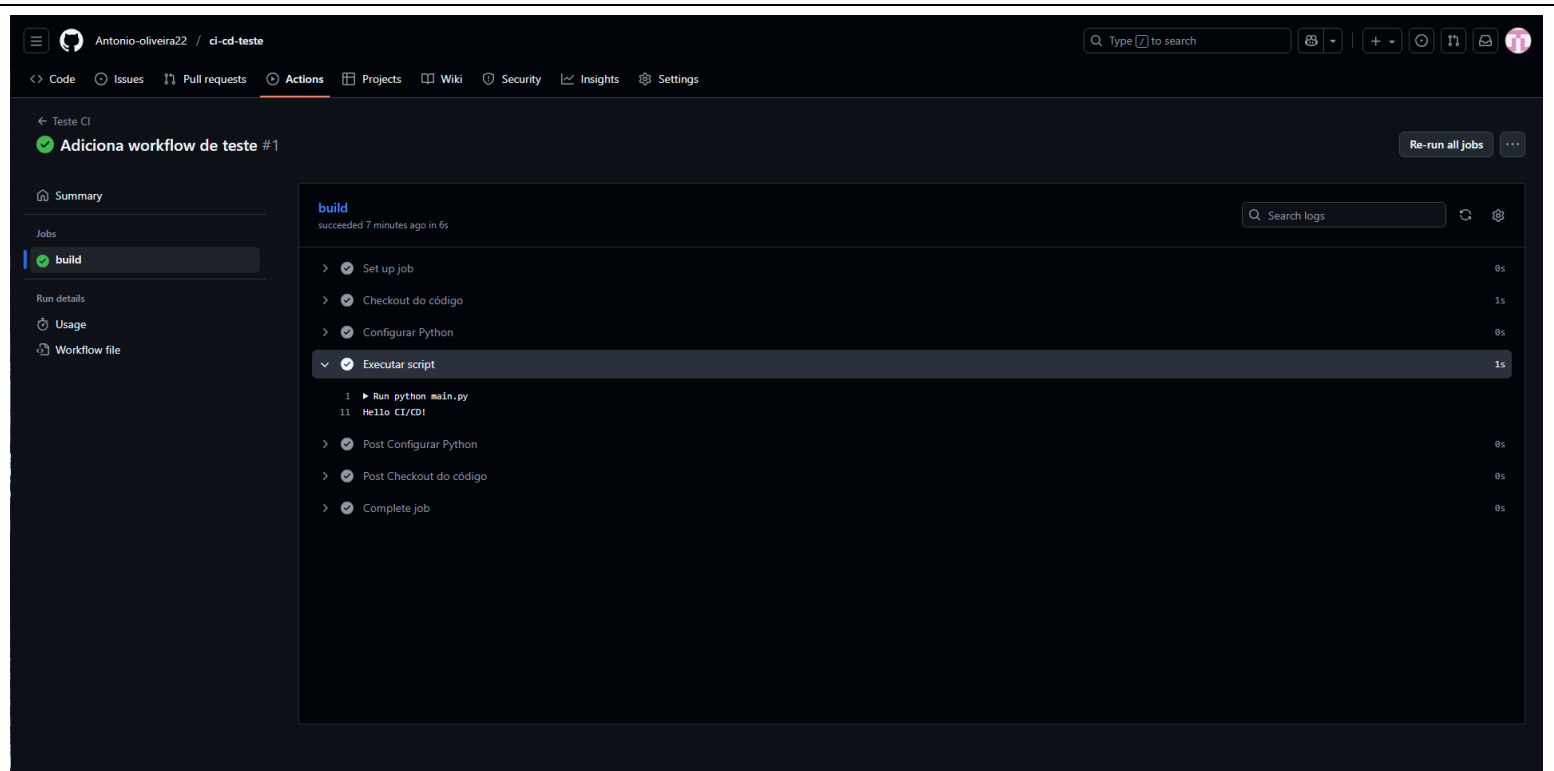 Antonio-oliveira22 / ci-cd-teste
Type / to search
Code Issues Pull requests Actions Projects Wiki Security Insights Settings
Teste CI
Adiciona workflow de teste #1
Re-run all jobs
Summary
Jobs
build
Run details
Usage
Workflow file
build
succeeded 7 minutes ago in 6s
Search logs
Set up job 0s
Checkout do código 1s
Configurar Python 0s
Executar script 1s
1 Run python main.py
11 Hello CI/CD!
Post Configurar Python 0s
Post Checkout do código 0s
Complete job 0s